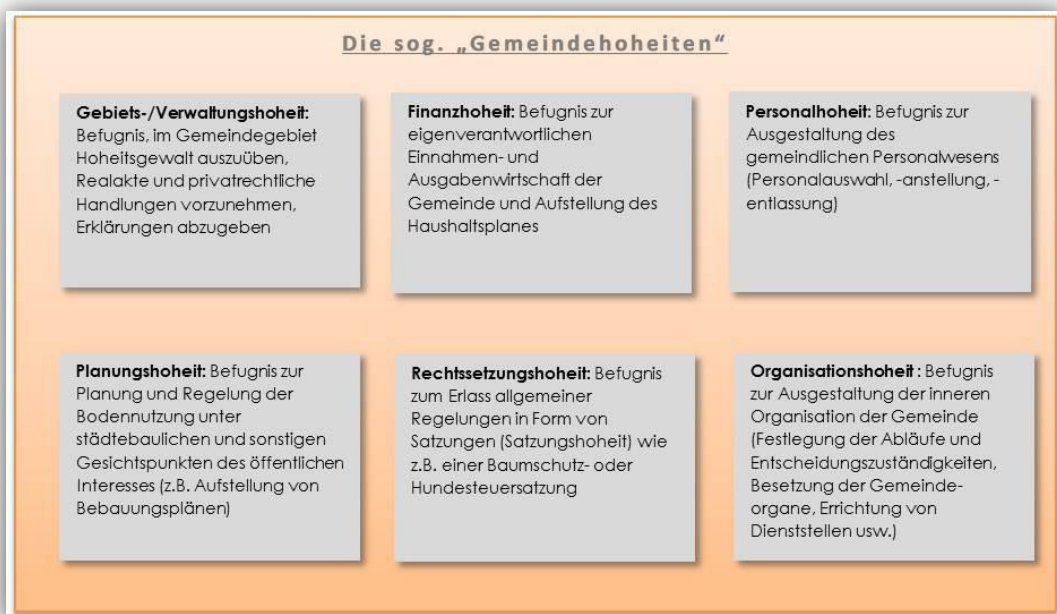 Die sog. „Gemeindehoheiten“
Gebiets-/Verwaltungshoheit:
Befugnis, im Gemeindegebiet
Hoheitsgewalt auszuüben,
Realakte und privatrechtliche
Handlungen vorzunehmen,
Erklärungen abzugeben
Finanzhoheit: Befugnis zur
eigenverantwortlichen
Einnahmen- und
Ausgabenwirtschaft der
Gemeinde und Aufstellung des
Haushaltsplanes
Personalhoheit: Befugnis zur
Ausgestaltung des
gemeindlichen Personalwesens
(Personalauswahl, -anstellung, -
entlassung)
Planungshoheit: Befugnis zur
Planung und Regelung der
Bodennutzung unter
städtebaulichen und sonstigen
Gesichtspunkten des öffentlichen
Interesses (z.B. Aufstellung von
Bebauungsplänen)
Rechtssetzungshoheit: Befugnis
zum Erlass allgemeiner
Regelungen in Form von
Satzungen (Satzungshoheit) wie
z.B. einer Baumschutz- oder
Hundesteuersatzung
Organisationshoheit : Befugnis
zur Ausgestaltung der inneren
Organisation der Gemeinde
(Festlegung der Abläufe und
Entscheidungszuständigkeiten,
Besetzung der Gemeinde-
organe, Errichtung von
Dienststellen usw.)